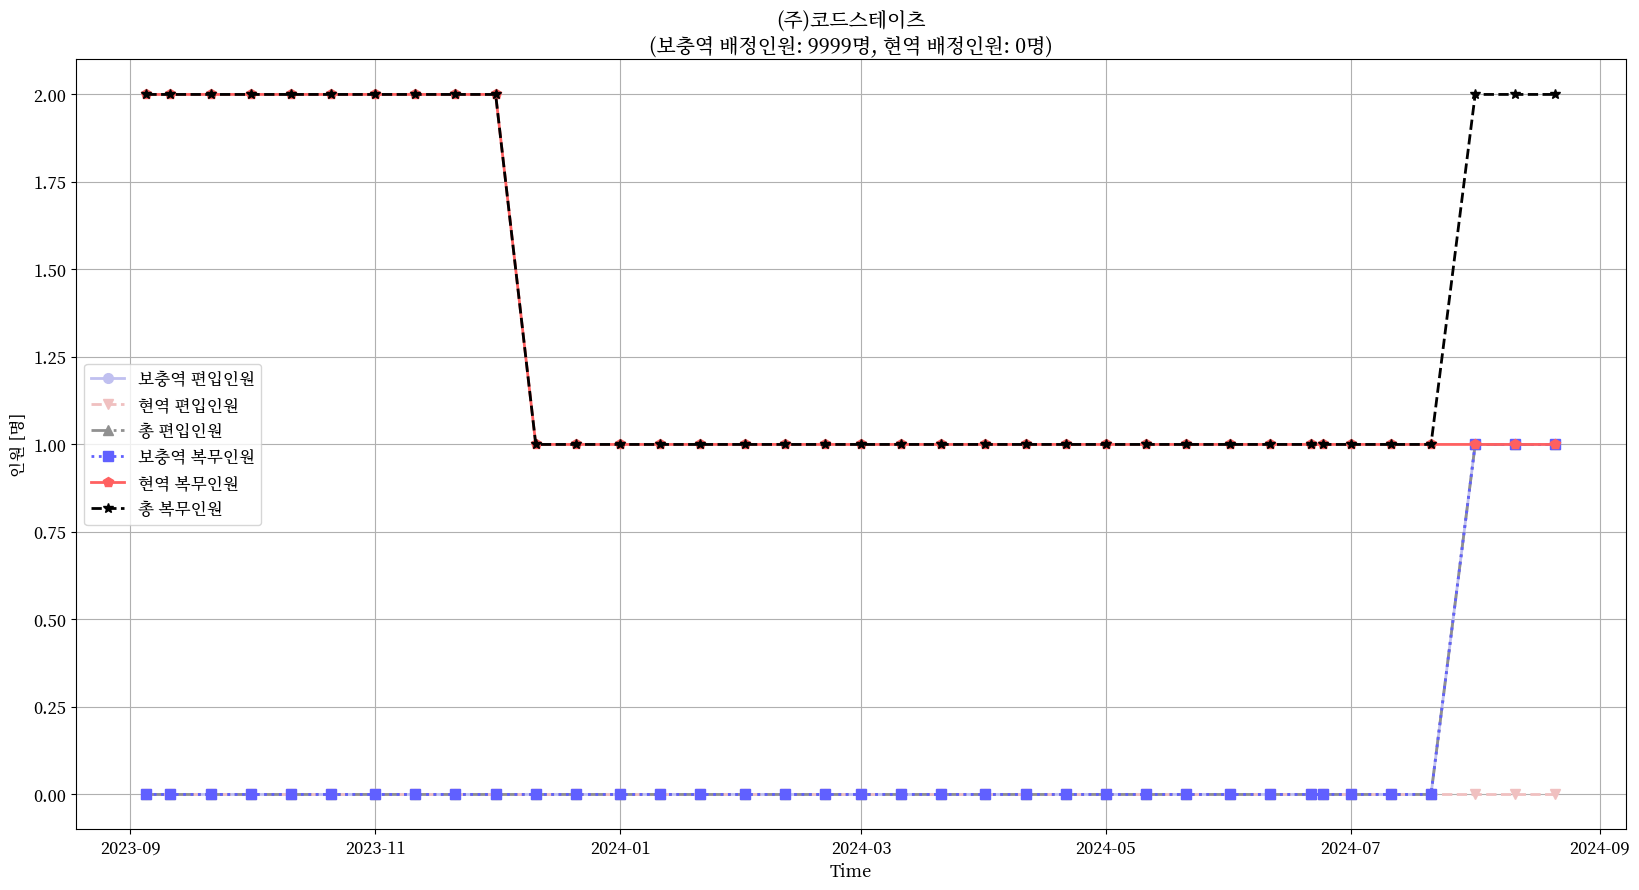 (주)코드스테이츠
(보충역 배정인원: 9999명, 현역 배정인원: 0명)
인원 [명]
2.00
1.75
1.50
1.25
1.00
0.75
0.50
0.25
0.00
보충역 편입인원
현역 편입인원
총 편입인원
보충역 복무인원
현역 복무인원
총 복무인원
2023-09 2023-11 2024-01 2024-03 2024-05 2024-07 2024-09
Time